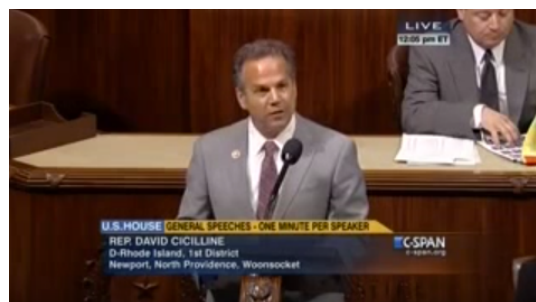 LIVE
12:05 pm ET
U.S. HOUSE GENERAL SPEECHES - ONE MINUTE PER SPEAKER
REP. DAVID CICILLINE
D-Rhode Island, 1st District
Newport, North Providence, Woonsocket
C-SPAN
c-span.org